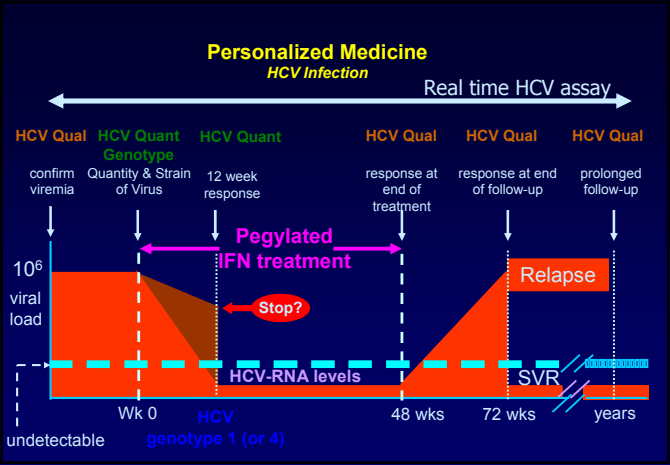 Personalized Medicine
HCV Infection
Real time HCV assay
HCV Qual
HCV Quant
Genotype
HCV Quant
HCV Qual
HCV Qual
HCV Qual
confirm
viremia
Quantity & Strain
of Virus
12 week
response
response at
end of
treatment
response at end
of follow-up
prolonged
follow-up
Pegylated
IFN treatment
10⁶
viral
load
Stop?
Relapse
HCV-RNA levels
SVR
undetectable
Wk 0
HCV
genotype 1 (or 4)
48 wks
72 wks
years